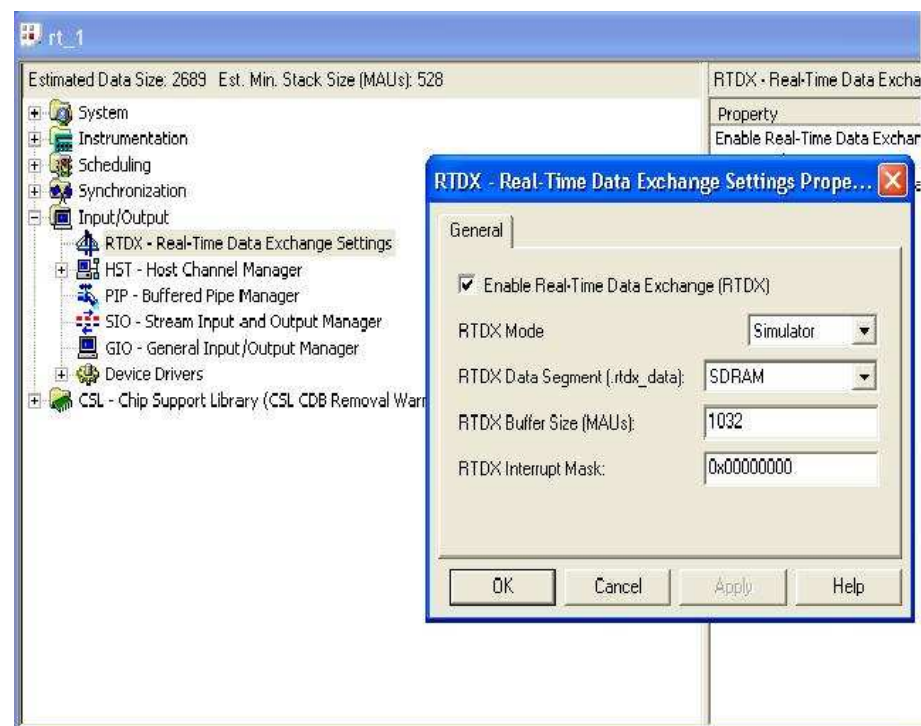 rt_1
Estimated Data Size: 2689 Est. Min. Stack Size (MAUs): 528
System
Instrumentation
Scheduling
Synchronization
Input/Output
RTDX - Real-Time Data Exchange Settings
HST - Host Channel Manager
PIP - Buffered Pipe Manager
SIO - Stream Input and Output Manager
GIO - General Input/Output Manager
Device Drivers
CSL - Chip Support Library (CSL CDB Removal Warr
RTDX - Real-Time Data Excha
Property
Enable Real-Time Data Exchan
RTDX - Real-Time Data Exchange Settings Prope...
General
Enable Real-Time Data Exchange (RTDX)
RTDX Mode
Simulator
RTDX Data Segment (.rtdx_data):
SDRAM
RTDX Buffer Size (MAUs):
1032
RTDX Interrupt Mask:
0x00000000
OK
Cancel
Apply
Help